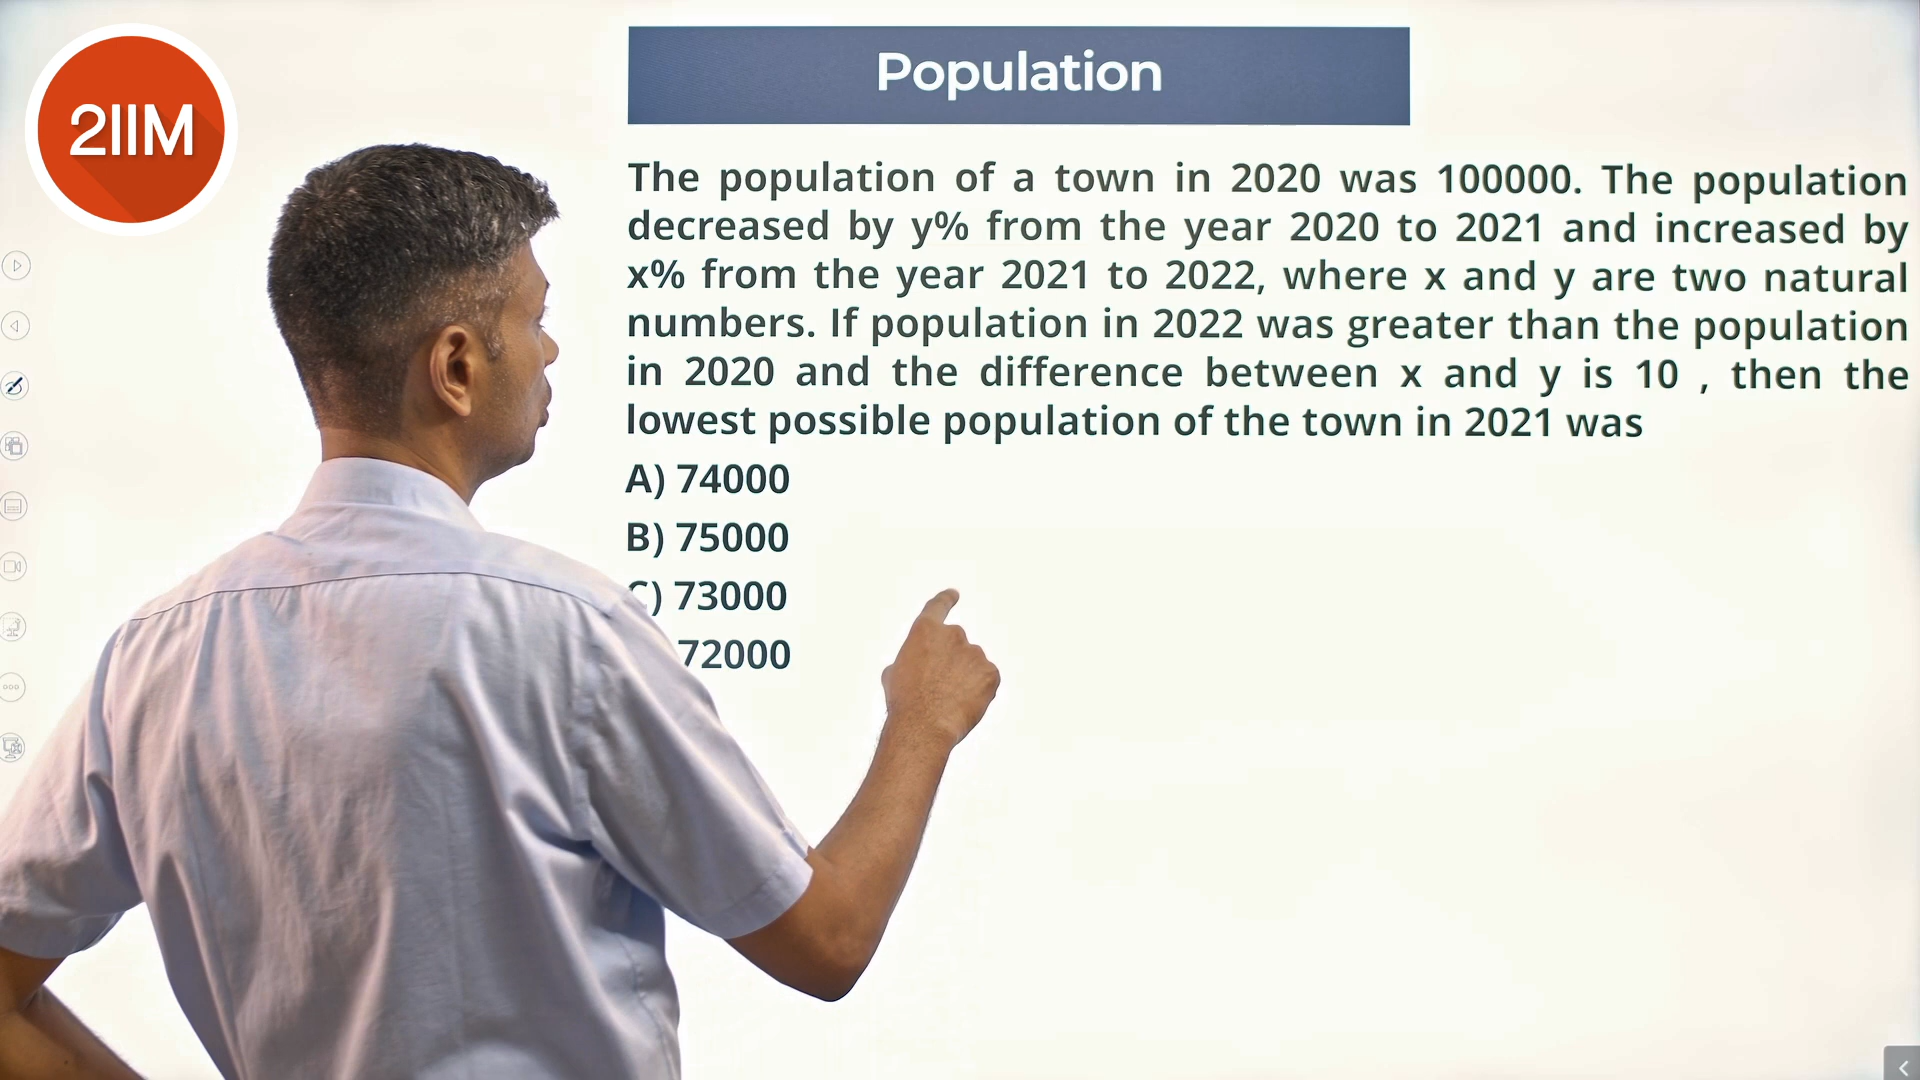 2IIM
Population
The population of a town in 2020 was 100000. The population
decreased by y% from the year 2020 to 2021 and increased by
x% from the year 2021 to 2022, where x and y are two natural
numbers. If population in 2022 was greater than the population
in 2020 and the difference between x and y is 10 , then the
lowest possible population of the town in 2021 was
A) 74000
B) 75000
C) 73000
72000